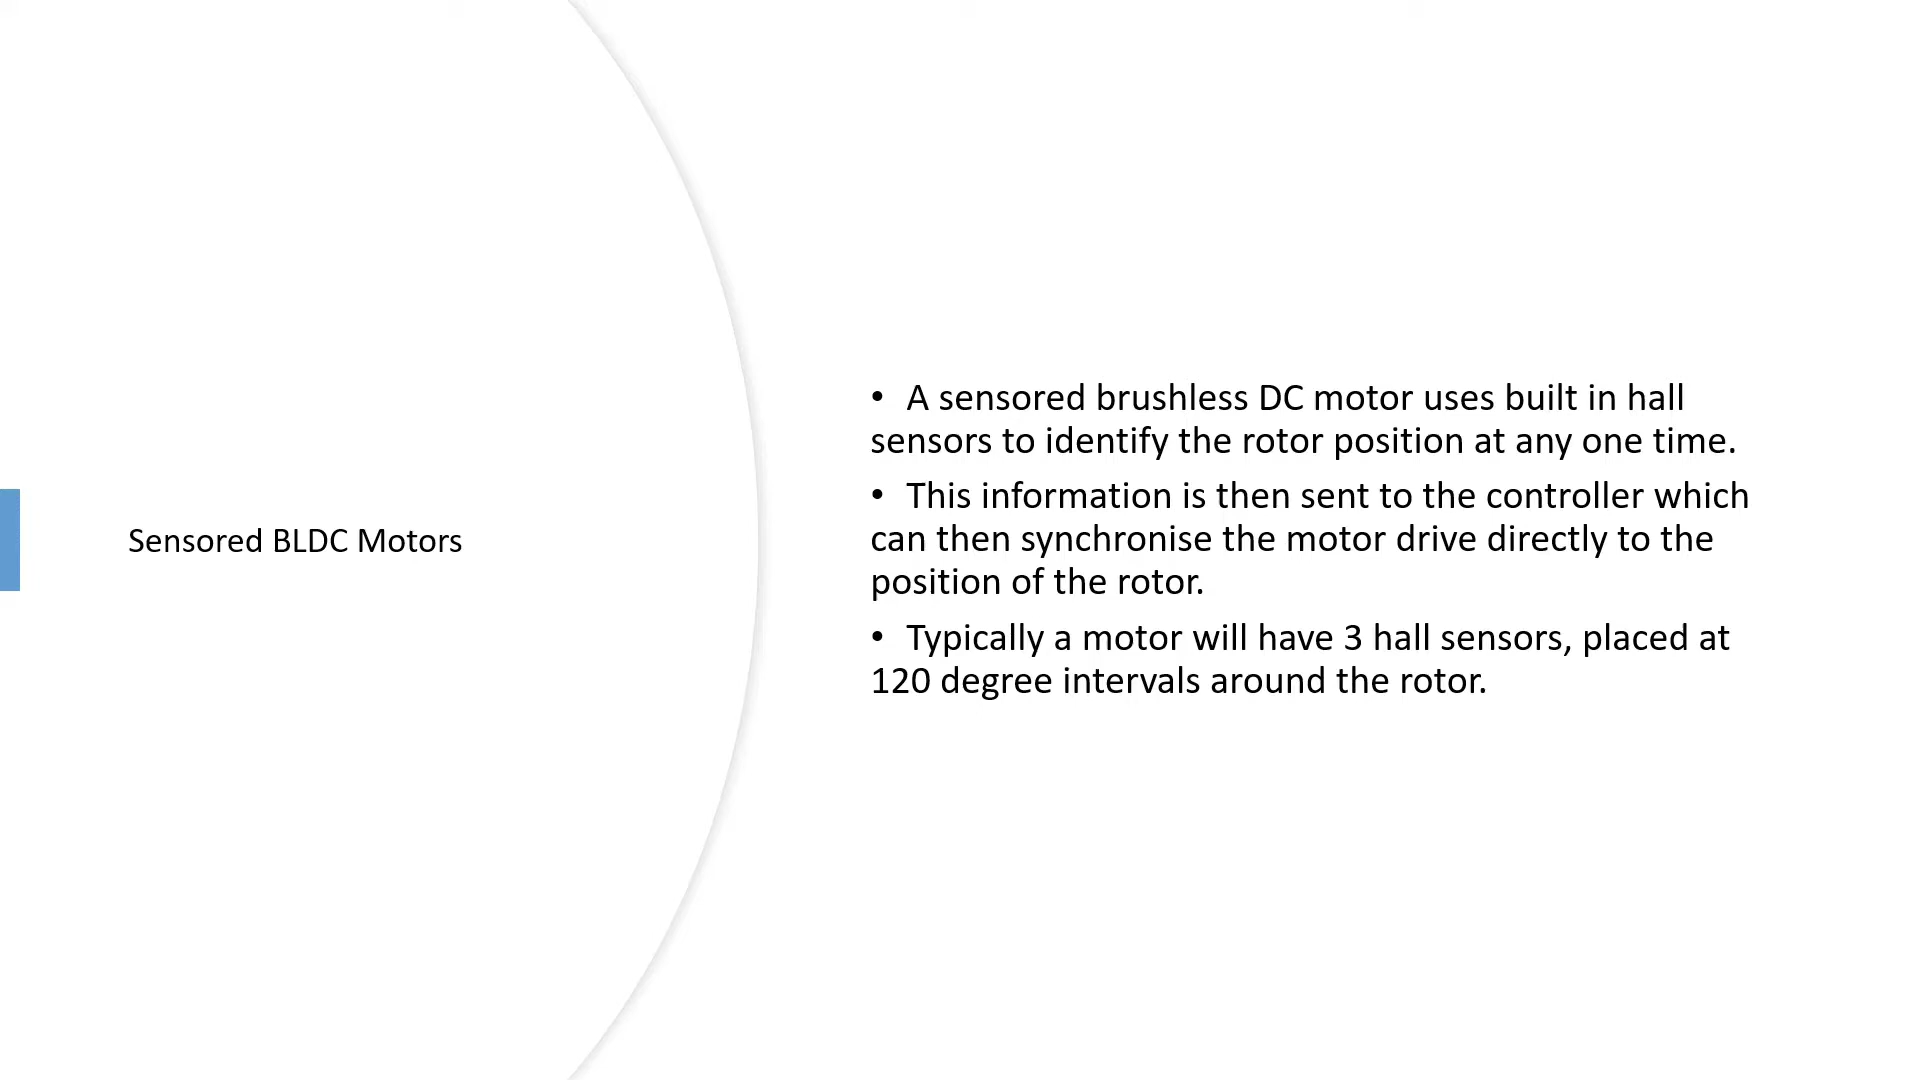 Sensored BLDC Motors
• A sensored brushless DC motor uses built in hall
sensors to identify the rotor position at any one time.
• This information is then sent to the controller which
can then synchronise the motor drive directly to the
position of the rotor.
• Typically a motor will have 3 hall sensors, placed at
120 degree intervals around the rotor.